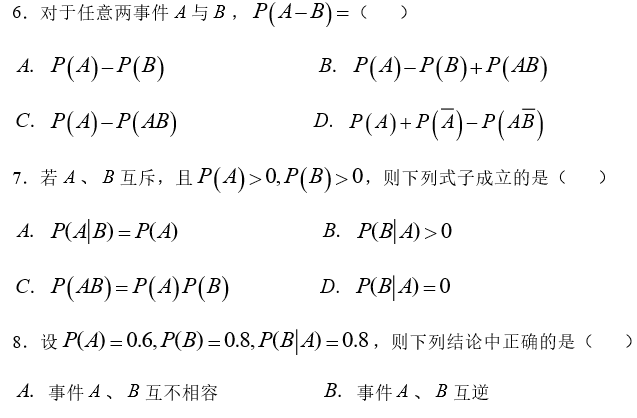 6．对于任意两事件 A 与 B ，P(A−B)=（　　）
A. P(A)−P(B)　　B. P(A)−P(B)+P(AB)
C. P(A)−P(AB)　　D. P(A)+P(A̅)−P(AB̅)
7．若 A 、 B 互斥，且 P(A)>0,P(B)>0，则下列式子成立的是（　　）
A. P(A|B)=P(A)　　B. P(B|A)>0
C. P(AB)=P(A)P(B)　　D. P(B|A)=0
8．设 P(A)=0.6,P(B)=0.8,P(B|A)=0.8，则下列结论中正确的是（　　）
A. 事件 A 、 B 互不相容　　B. 事件 A 、 B 互逆